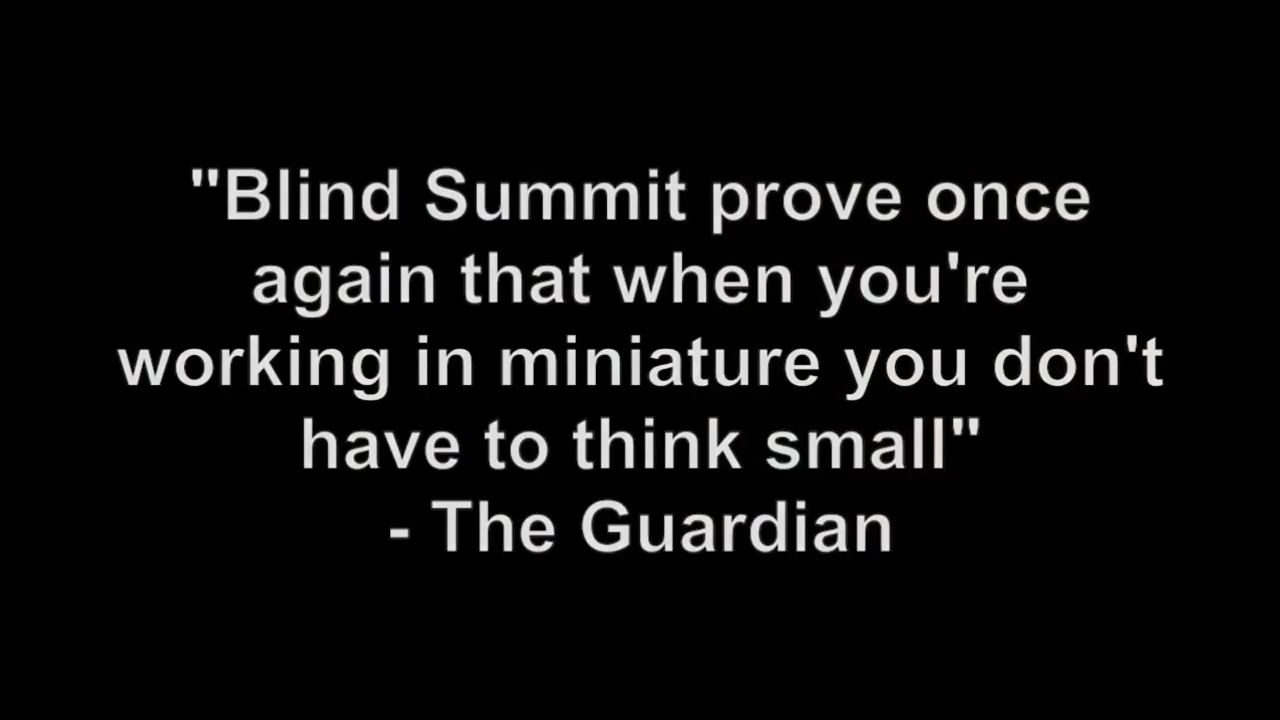 "Blind Summit prove once
again that when you're
working in miniature you don't
have to think small"
- The Guardian